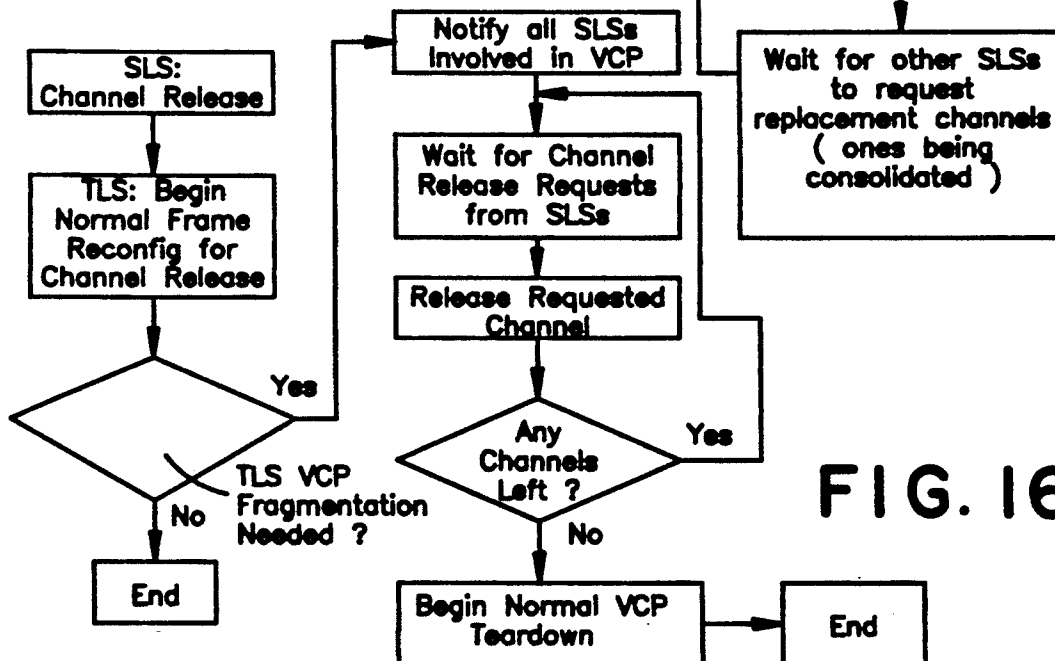 SLS:
Channel Release
TLS: Begin
Normal Frame
Reconfig for
Channel Release
Yes
TLS VCP
Fragmentation
Needed ?
No
End
Notify all SLSs
Involved in VCP
Wait for Channel
Release Requests
from SLSs
Release Requested
Channel
Any
Channels
Left ?
Yes
No
Begin Normal VCP
Teardown
End
Wait for other SLSs
to request
replacement channels
( ones being
consolidated )
FIG. 16